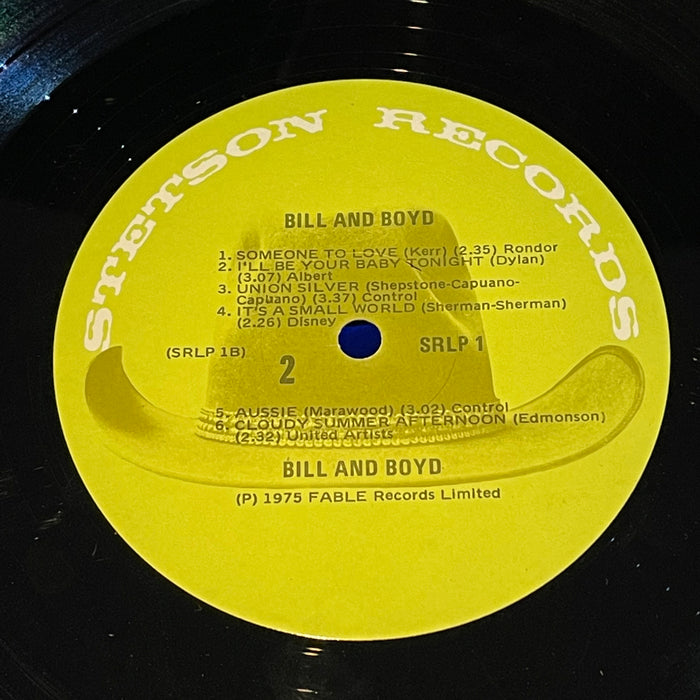 STETSON RECORDS
BILL AND BOYD
1. SOMEONE TO LOVE (Kerr) (2.35) Rondor
2. I'LL BE YOUR BABY TONIGHT (Dylan)
(3.07) Albert
3. UNION SILVER (Shepstone-Capuano-
Capuano) (3.37) Control
4. IT'S A SMALL WORLD (Sherman-Sherman)
(2.26) Disney
(SRLP 1B)
2
SRLP 1
5. AUSSIE (Marawood) (3.02) Control
6. CLOUDY SUMMER AFTERNOON (Edmonson)
(2.32) United Artists
BILL AND BOYD
(P) 1975 FABLE Records Limited